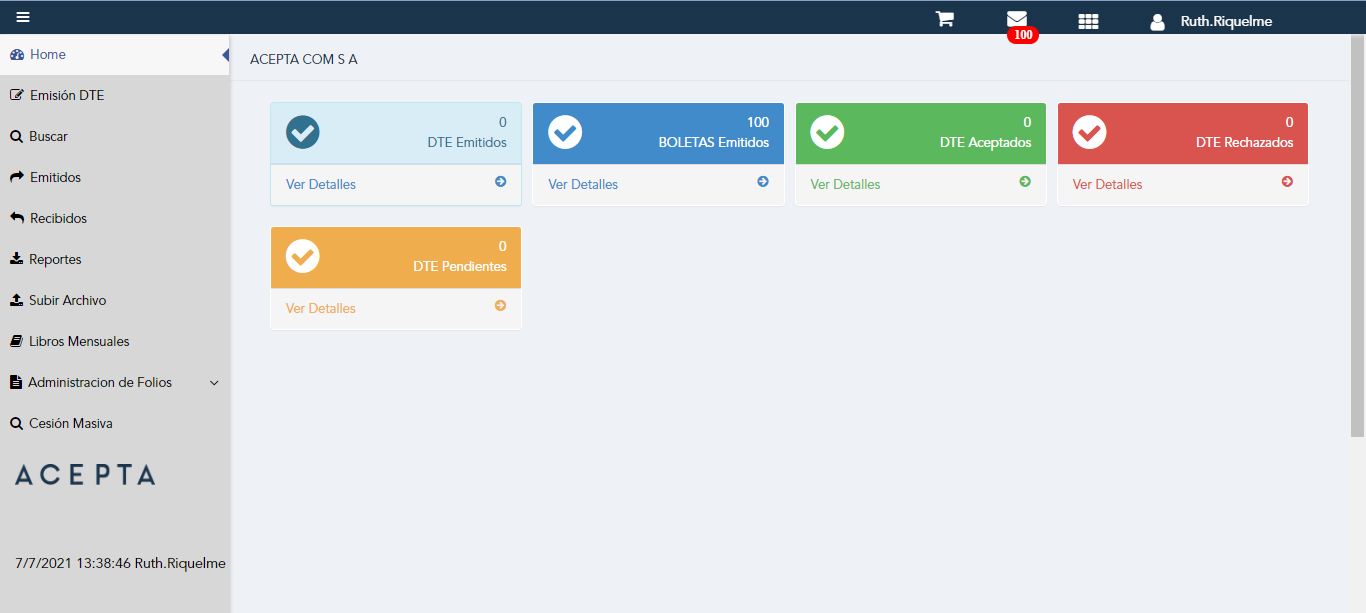 Ruth.Riquelme
100
Home
Emisión DTE
Buscar
Emitidos
Recibidos
Reportes
Subir Archivo
Libros Mensuales
Administracion de Folios
Cesión Masiva
ACEPTA
7/7/2021 13:38:46 Ruth.Riquelme
ACEPTA COM S A
0
DTE Emitidos
Ver Detalles
100
BOLETAS Emitidos
Ver Detalles
0
DTE Aceptados
Ver Detalles
0
DTE Rechazados
Ver Detalles
0
DTE Pendientes
Ver Detalles